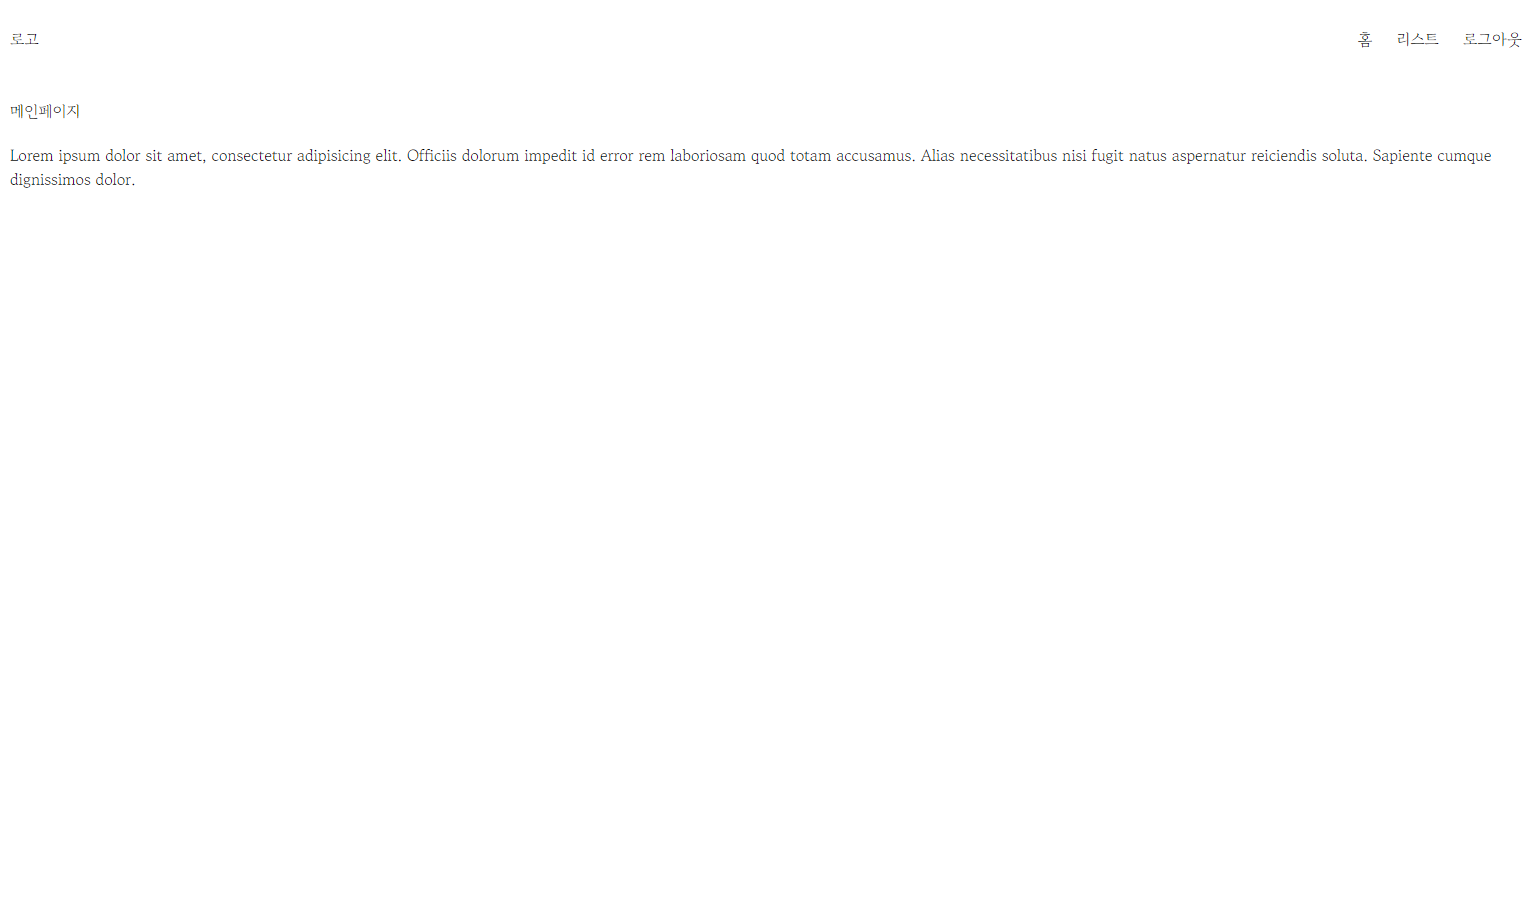 로고 홈 리스트 로그아웃
메인페이지
Lorem ipsum dolor sit amet, consectetur adipisicing elit. Officiis dolorum impedit id error rem laboriosam quod totam accusamus. Alias necessitatibus nisi fugit natus aspernatur reiciendis soluta. Sapiente cumque
dignissimos dolor.